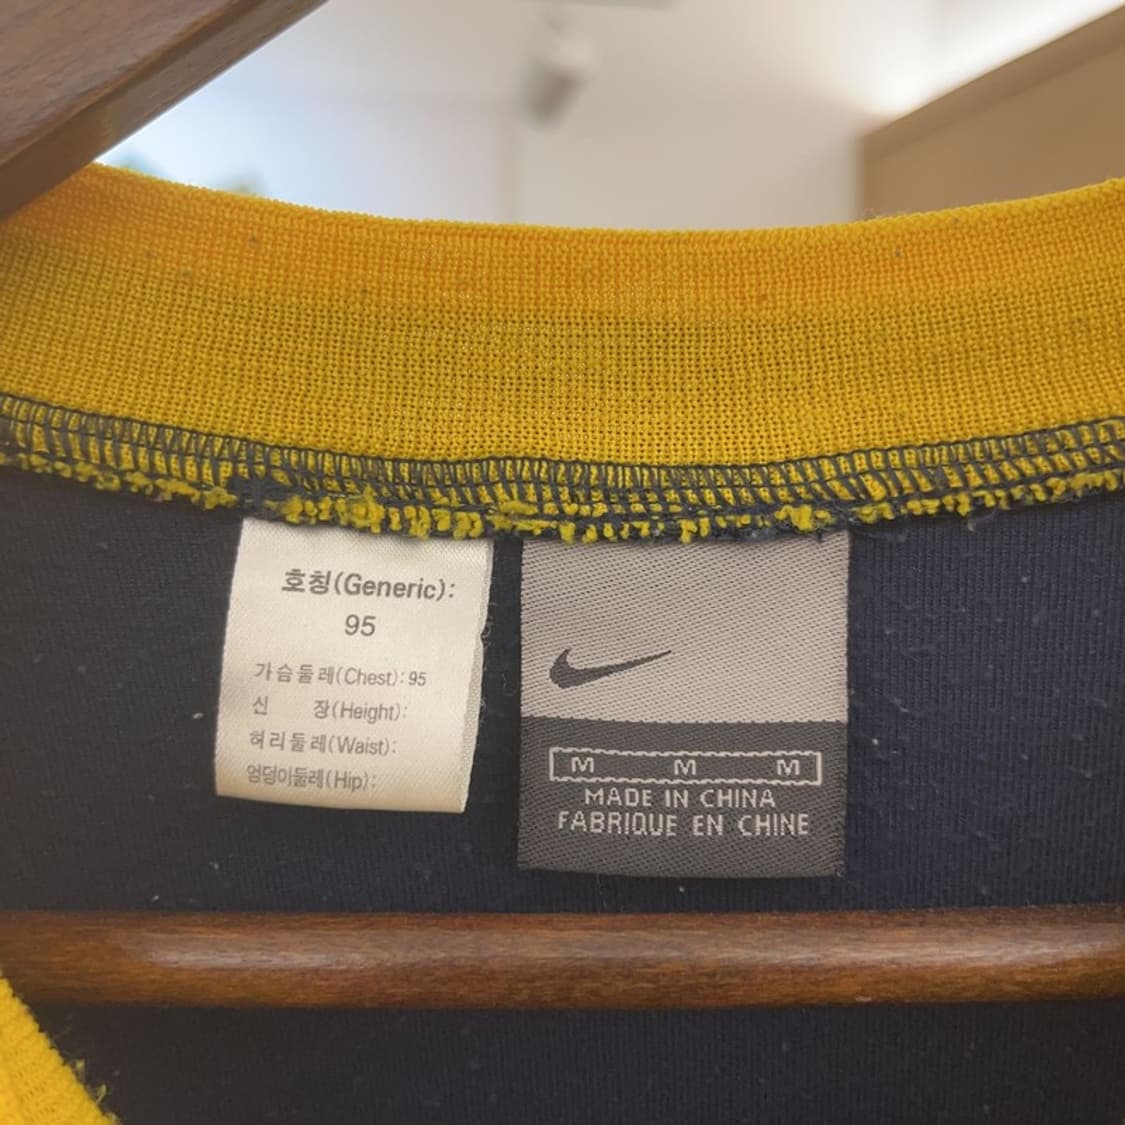 호칭(Generic):
95
가슴둘레(Chest):95
신 장(Height):
허리둘레(Waist):
엉덩이둘레(Hip):
M M M
MADE IN CHINA
FABRIQUE EN CHINE